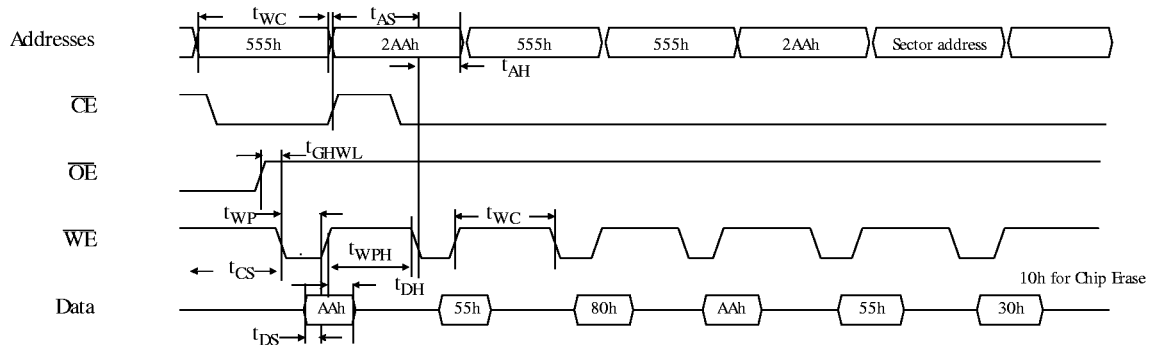 tWC tAS
Addresses 555h 2AAh 555h 555h 2AAh Sector address
tAH
CE
tGHWL
OE
tWP tWC
WE
tWPH
tCS
10h for Chip Erase
tDH
Data AAh 55h 80h AAh 55h 30h
tDS